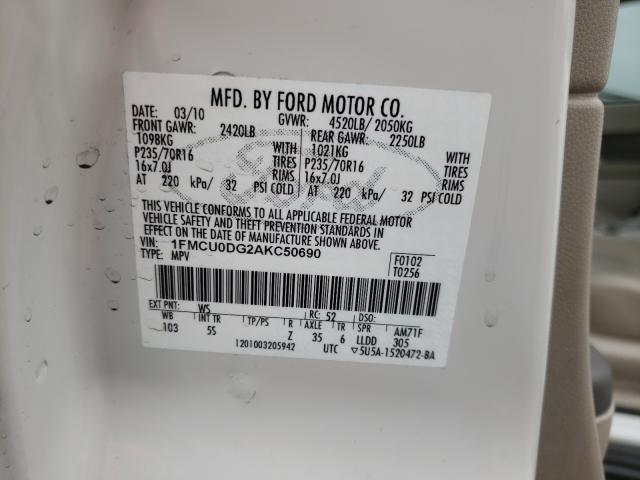 MFD. BY FORD MOTOR CO.
DATE: 03/10 GVWR: 4520LB/ 2050KG
FRONT GAWR: 2420LB REAR GAWR: 2250LB
1098KG WITH 1021KG WITH
P235/70R16 TIRES P235/70R16 TIRES
16x7.0J RIMS 16x7.0J RIMS
AT 220 kPa/ 32 PSI COLD AT 220 kPa/ 32 PSI COLD
THIS VEHICLE CONFORMS TO ALL APPLICABLE FEDERAL MOTOR
VEHICLE SAFETY AND THEFT PREVENTION STANDARDS IN
EFFECT ON THE DATE OF MANUFACTURE SHOWN ABOVE.
VIN: 1FMCU0DG2AKC50690 F0102
TYPE: MPV T0256
EXT PNT: WS RC: 52 DSO:
WB INT TR TP/PS R AXLE TR SPR AM71F
103 5S Z 35 6 LLDD 305
1201003205942 UTC 5U5A-1520472-BA
Ford